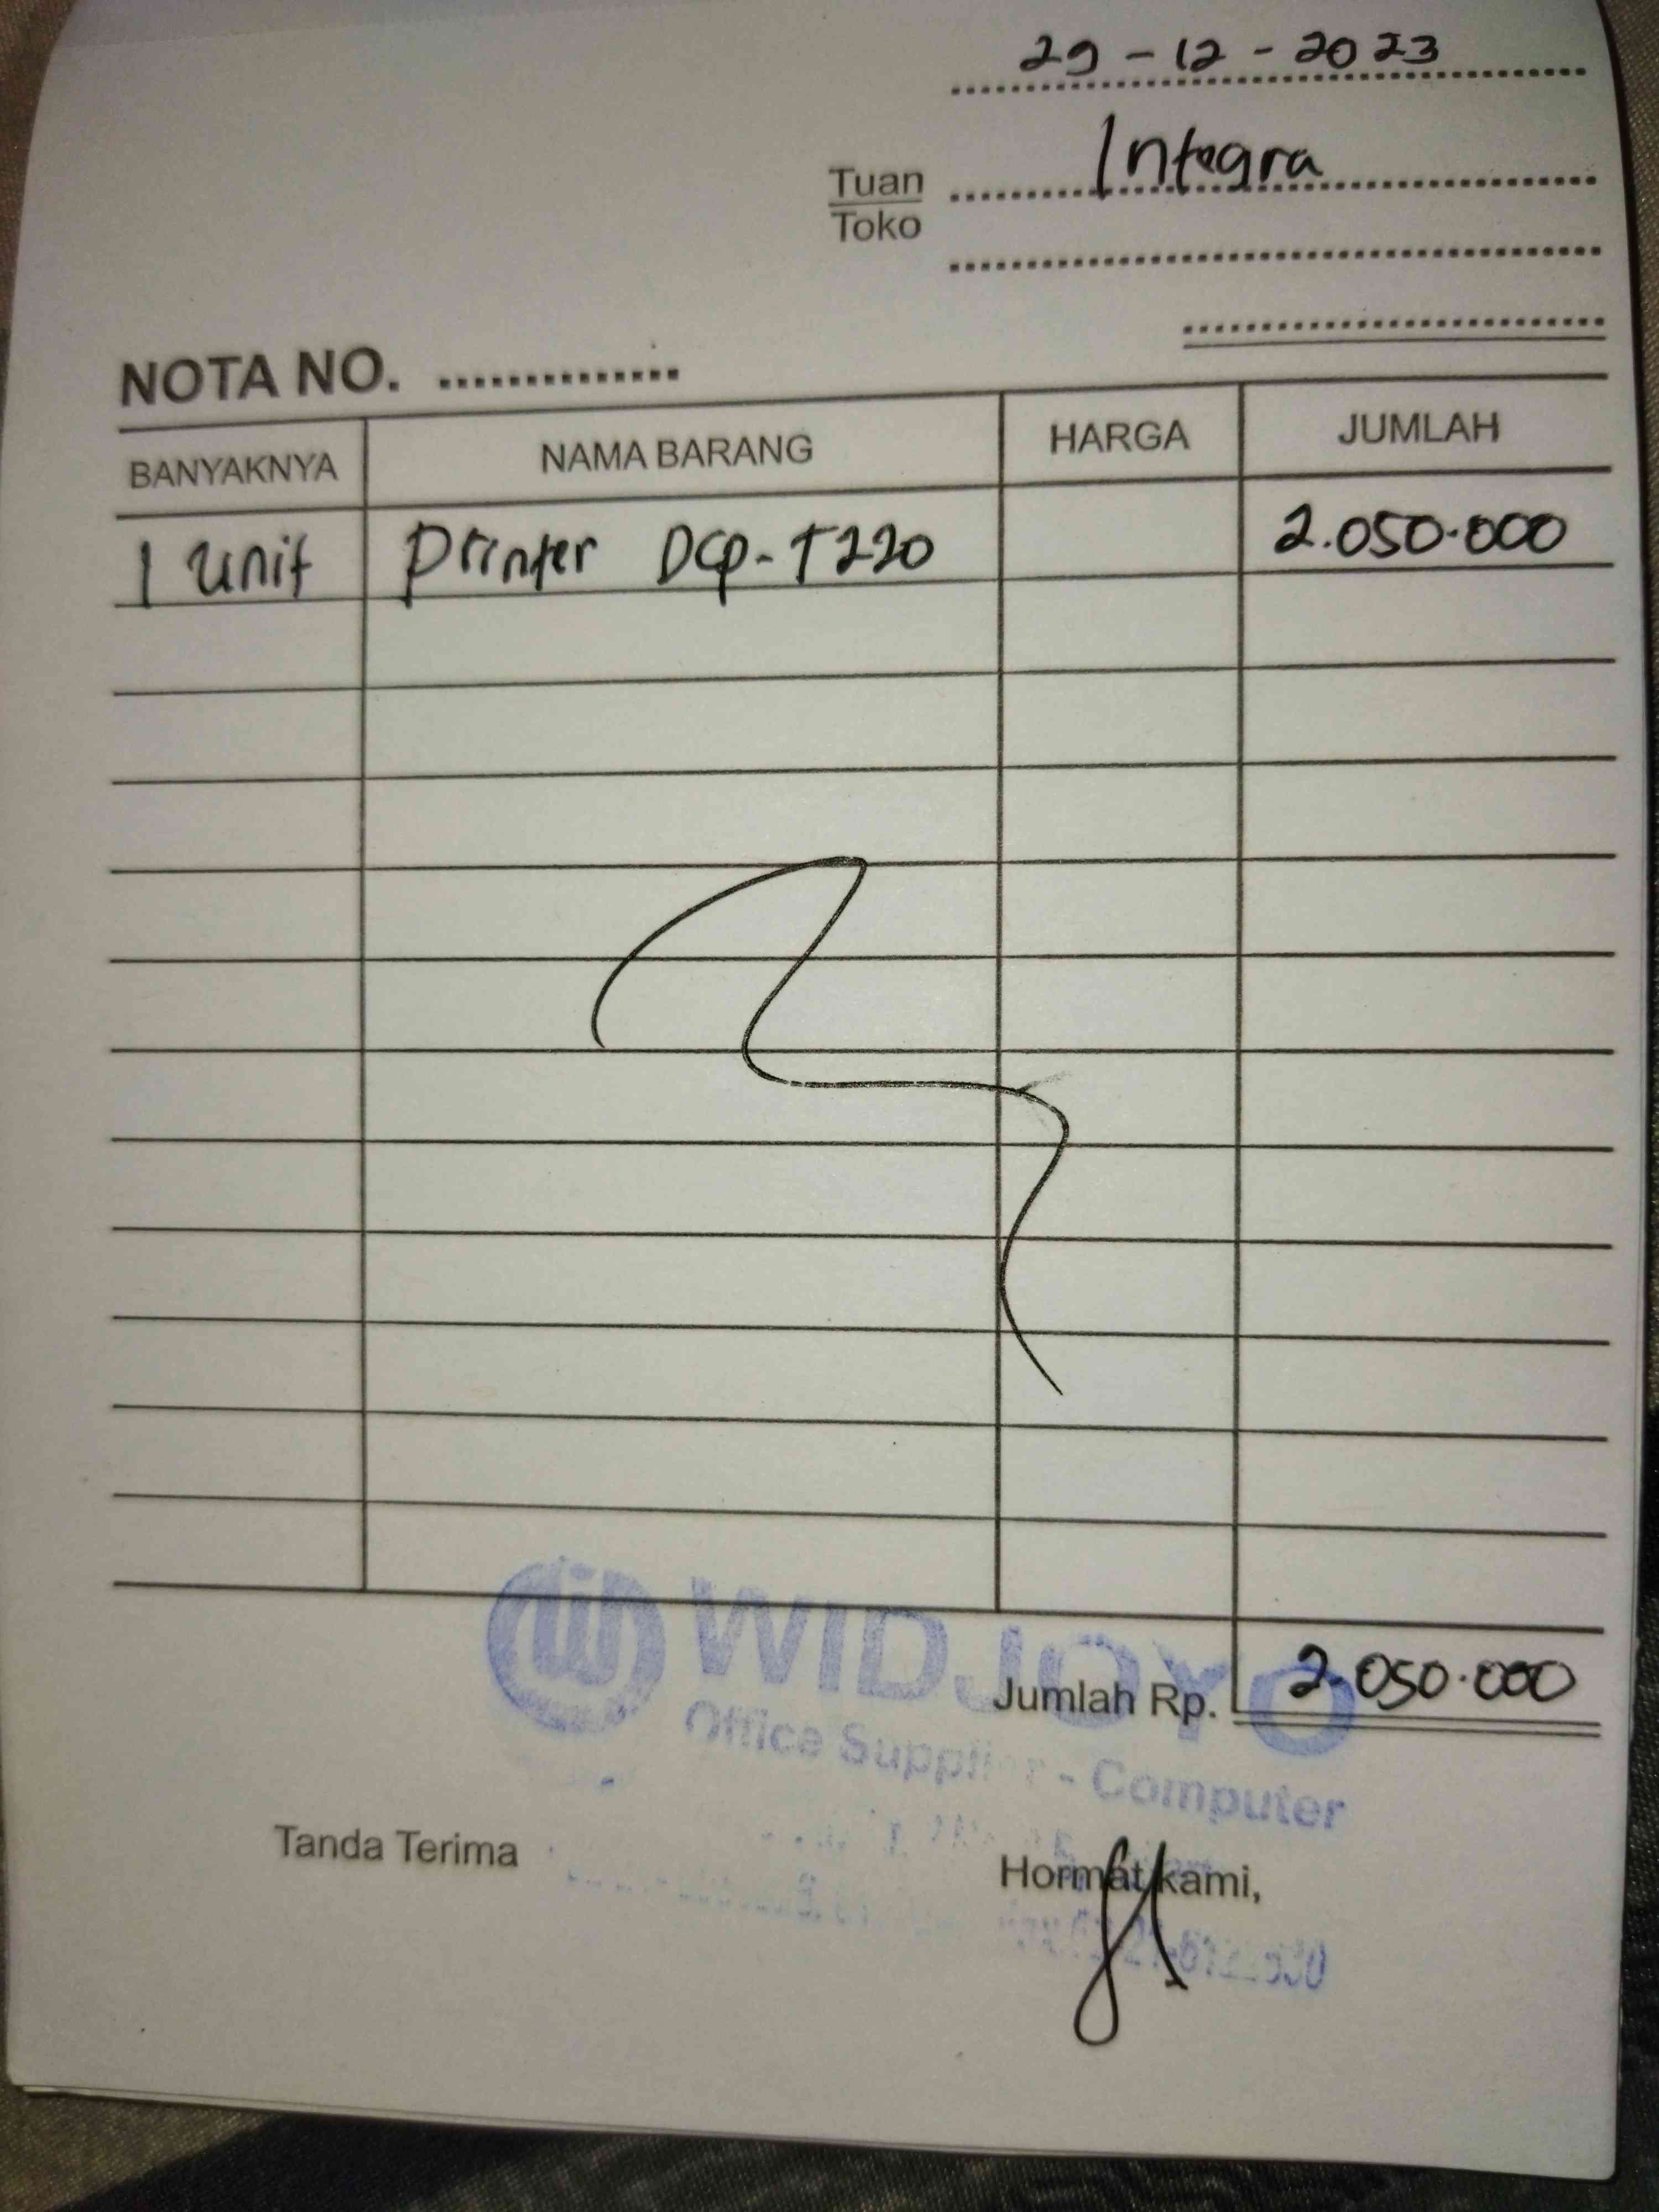 29 - 12 - 2023
Tuan Integra
Toko
NOTA NO. ..............
BANYAKNYA NAMA BARANG HARGA JUMLAH
1 unit Printer DCP-T220 2.050.000
WIDJOYO
Jumlah Rp. 2.050.000
Office Supplier - Computer
Tanda Terima
Hormat kami,